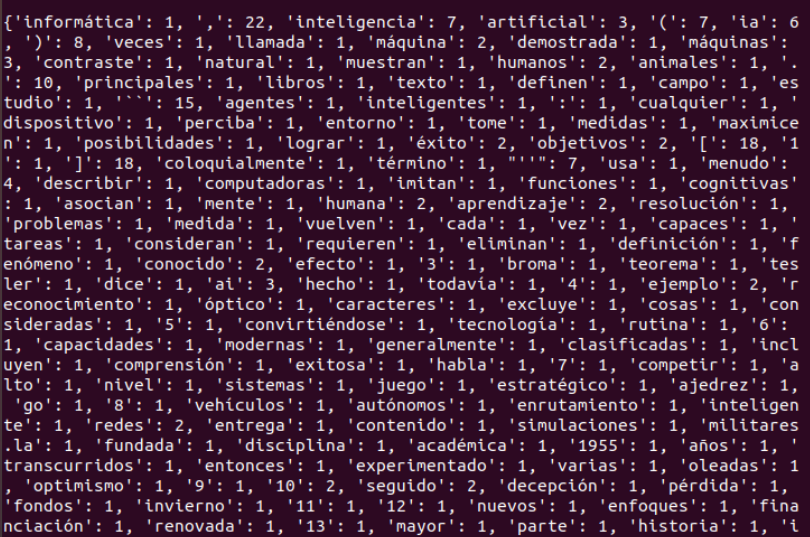 {'informática': 1, ',': 22, 'inteligencia': 7, 'artificial': 3, '(': 7, 'ia': 6
, ')': 8, 'veces': 1, 'llamada': 1, 'máquina': 2, 'demostrada': 1, 'máquinas':
3, 'contraste': 1, 'natural': 1, 'muestran': 1, 'humanos': 2, 'animales': 1, '.
': 10, 'principales': 1, 'libros': 1, 'texto': 1, 'definen': 1, 'campo': 1, 'es
tudio': 1, '``': 15, 'agentes': 1, 'inteligentes': 1, ':': 1, 'cualquier': 1, '
dispositivo': 1, 'perciba': 1, 'entorno': 1, 'tome': 1, 'medidas': 1, 'maximice
n': 1, 'posibilidades': 1, 'lograr': 1, 'éxito': 2, 'objetivos': 2, '[': 18, '1
': 1, ']': 18, 'coloquialmente': 1, 'término': 1, "''": 7, 'usa': 1, 'menudo':
4, 'describir': 1, 'computadoras': 1, 'imitan': 1, 'funciones': 1, 'cognitivas'
: 1, 'asocian': 1, 'mente': 1, 'humana': 2, 'aprendizaje': 2, 'resolución': 1,
'problemas': 1, 'medida': 1, 'vuelven': 1, 'cada': 1, 'vez': 1, 'capaces': 1, '
tareas': 1, 'consideran': 1, 'requieren': 1, 'eliminan': 1, 'definición': 1, 'f
enómeno': 1, 'conocido': 2, 'efecto': 1, '3': 1, 'broma': 1, 'teorema': 1, 'tes
ler': 1, 'dice': 1, 'ai': 3, 'hecho': 1, 'todavía': 1, '4': 1, 'ejemplo': 2, 'r
econocimiento': 1, 'óptico': 1, 'caracteres': 1, 'excluye': 1, 'cosas': 1, 'con
sideradas': 1, '5': 1, 'convirtiéndose': 1, 'tecnología': 1, 'rutina': 1, '6':
1, 'capacidades': 1, 'modernas': 1, 'generalmente': 1, 'clasificadas': 1, 'incl
uyen': 1, 'comprensión': 1, 'exitosa': 1, 'habla': 1, '7': 1, 'competir': 1, 'a
lto': 1, 'nivel': 1, 'sistemas': 1, 'juego': 1, 'estratégico': 1, 'ajedrez': 1,
'go': 1, '8': 1, 'vehículos': 1, 'autónomos': 1, 'enrutamiento': 1, 'inteligen
te': 1, 'redes': 2, 'entrega': 1, 'contenido': 1, 'simulaciones': 1, 'militares
.la': 1, 'fundada': 1, 'disciplina': 1, 'académica': 1, '1955': 1, 'años': 1, '
transcurridos': 1, 'entonces': 1, 'experimentado': 1, 'varias': 1, 'oleadas': 1
, 'optimismo': 1, '9': 1, '10': 2, 'seguido': 2, 'decepción': 1, 'pérdida': 1,
'fondos': 1, 'invierno': 1, '11': 1, '12': 1, 'nuevos': 1, 'enfoques': 1, 'fina
nciación': 1, 'renovada': 1, '13': 1, 'mayor': 1, 'parte': 1, 'historia': 1, 'i